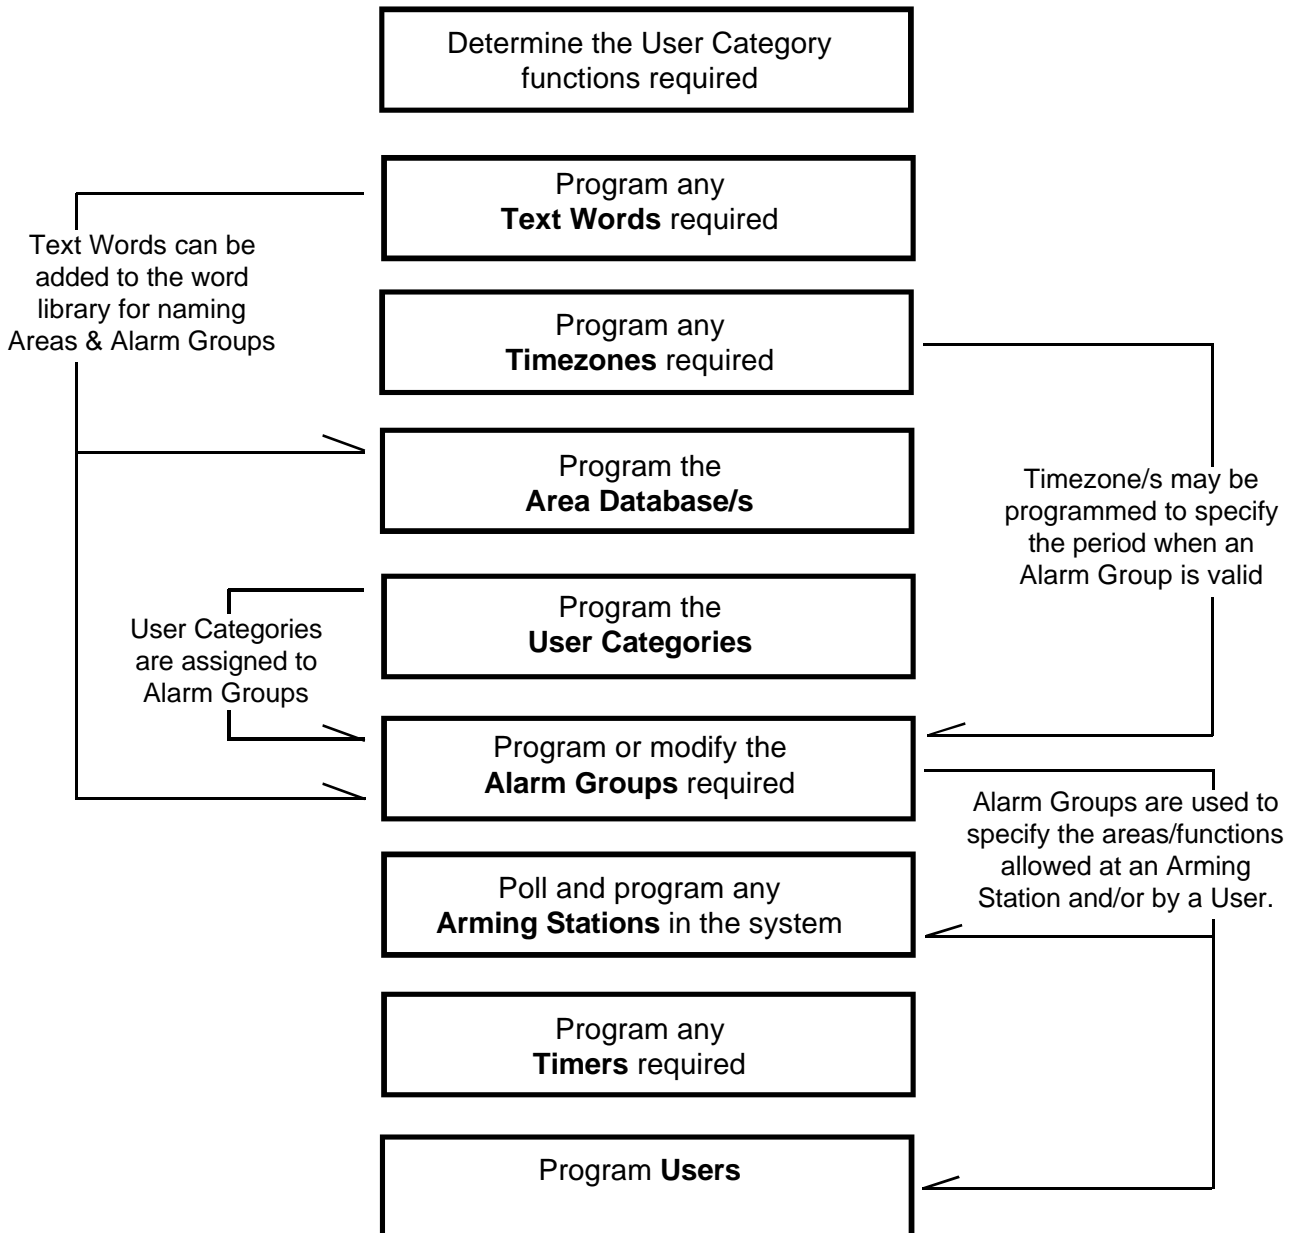 Determine the User Category
functions required
Program any
Text Words required
Text Words can be
added to the word
library for naming
Areas & Alarm Groups
Program any
Timezones required
Program the
Area Database/s
Timezone/s may be
programmed to specify
the period when an
Alarm Group is valid
Program the
User Categories
User Categories
are assigned to
Alarm Groups
Program or modify the
Alarm Groups required
Alarm Groups are used to
specify the areas/functions
allowed at an Arming
Station and/or by a User.
Poll and program any
Arming Stations in the system
Program any
Timers required
Program Users